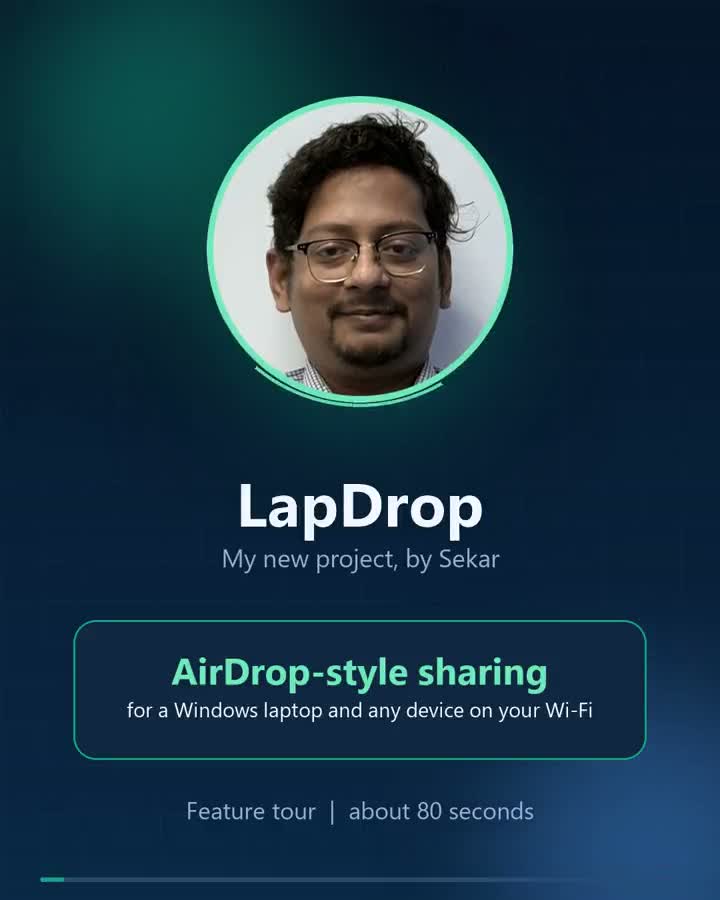 LapDrop
My new project, by Sekar
AirDrop-style sharing
for a Windows laptop and any device on your Wi-Fi
Feature tour | about 80 seconds